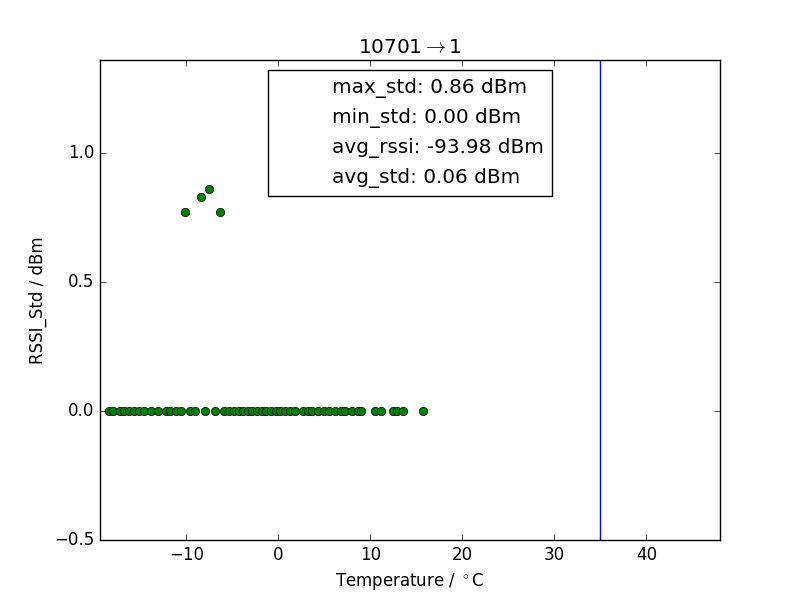 10701→1
max_std: 0.86 dBm
min_std: 0.00 dBm
avg_rssi: -93.98 dBm
avg_std: 0.06 dBm
1.0
0.5
0.0
−0.5
RSSI_Std / dBm
−10 0 10 20 30 40
Temperature / °C